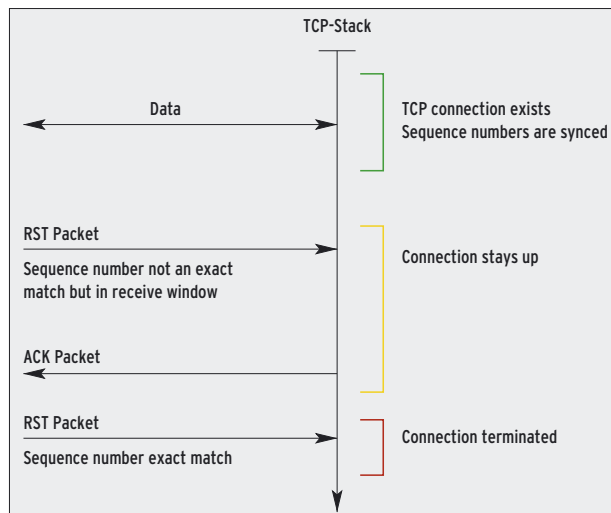 TCP-Stack
Data
TCP connection exists
Sequence numbers are synced
RST Packet
Sequence number not an exact
match but in receive window
Connection stays up
ACK Packet
RST Packet
Sequence number exact match
Connection terminated